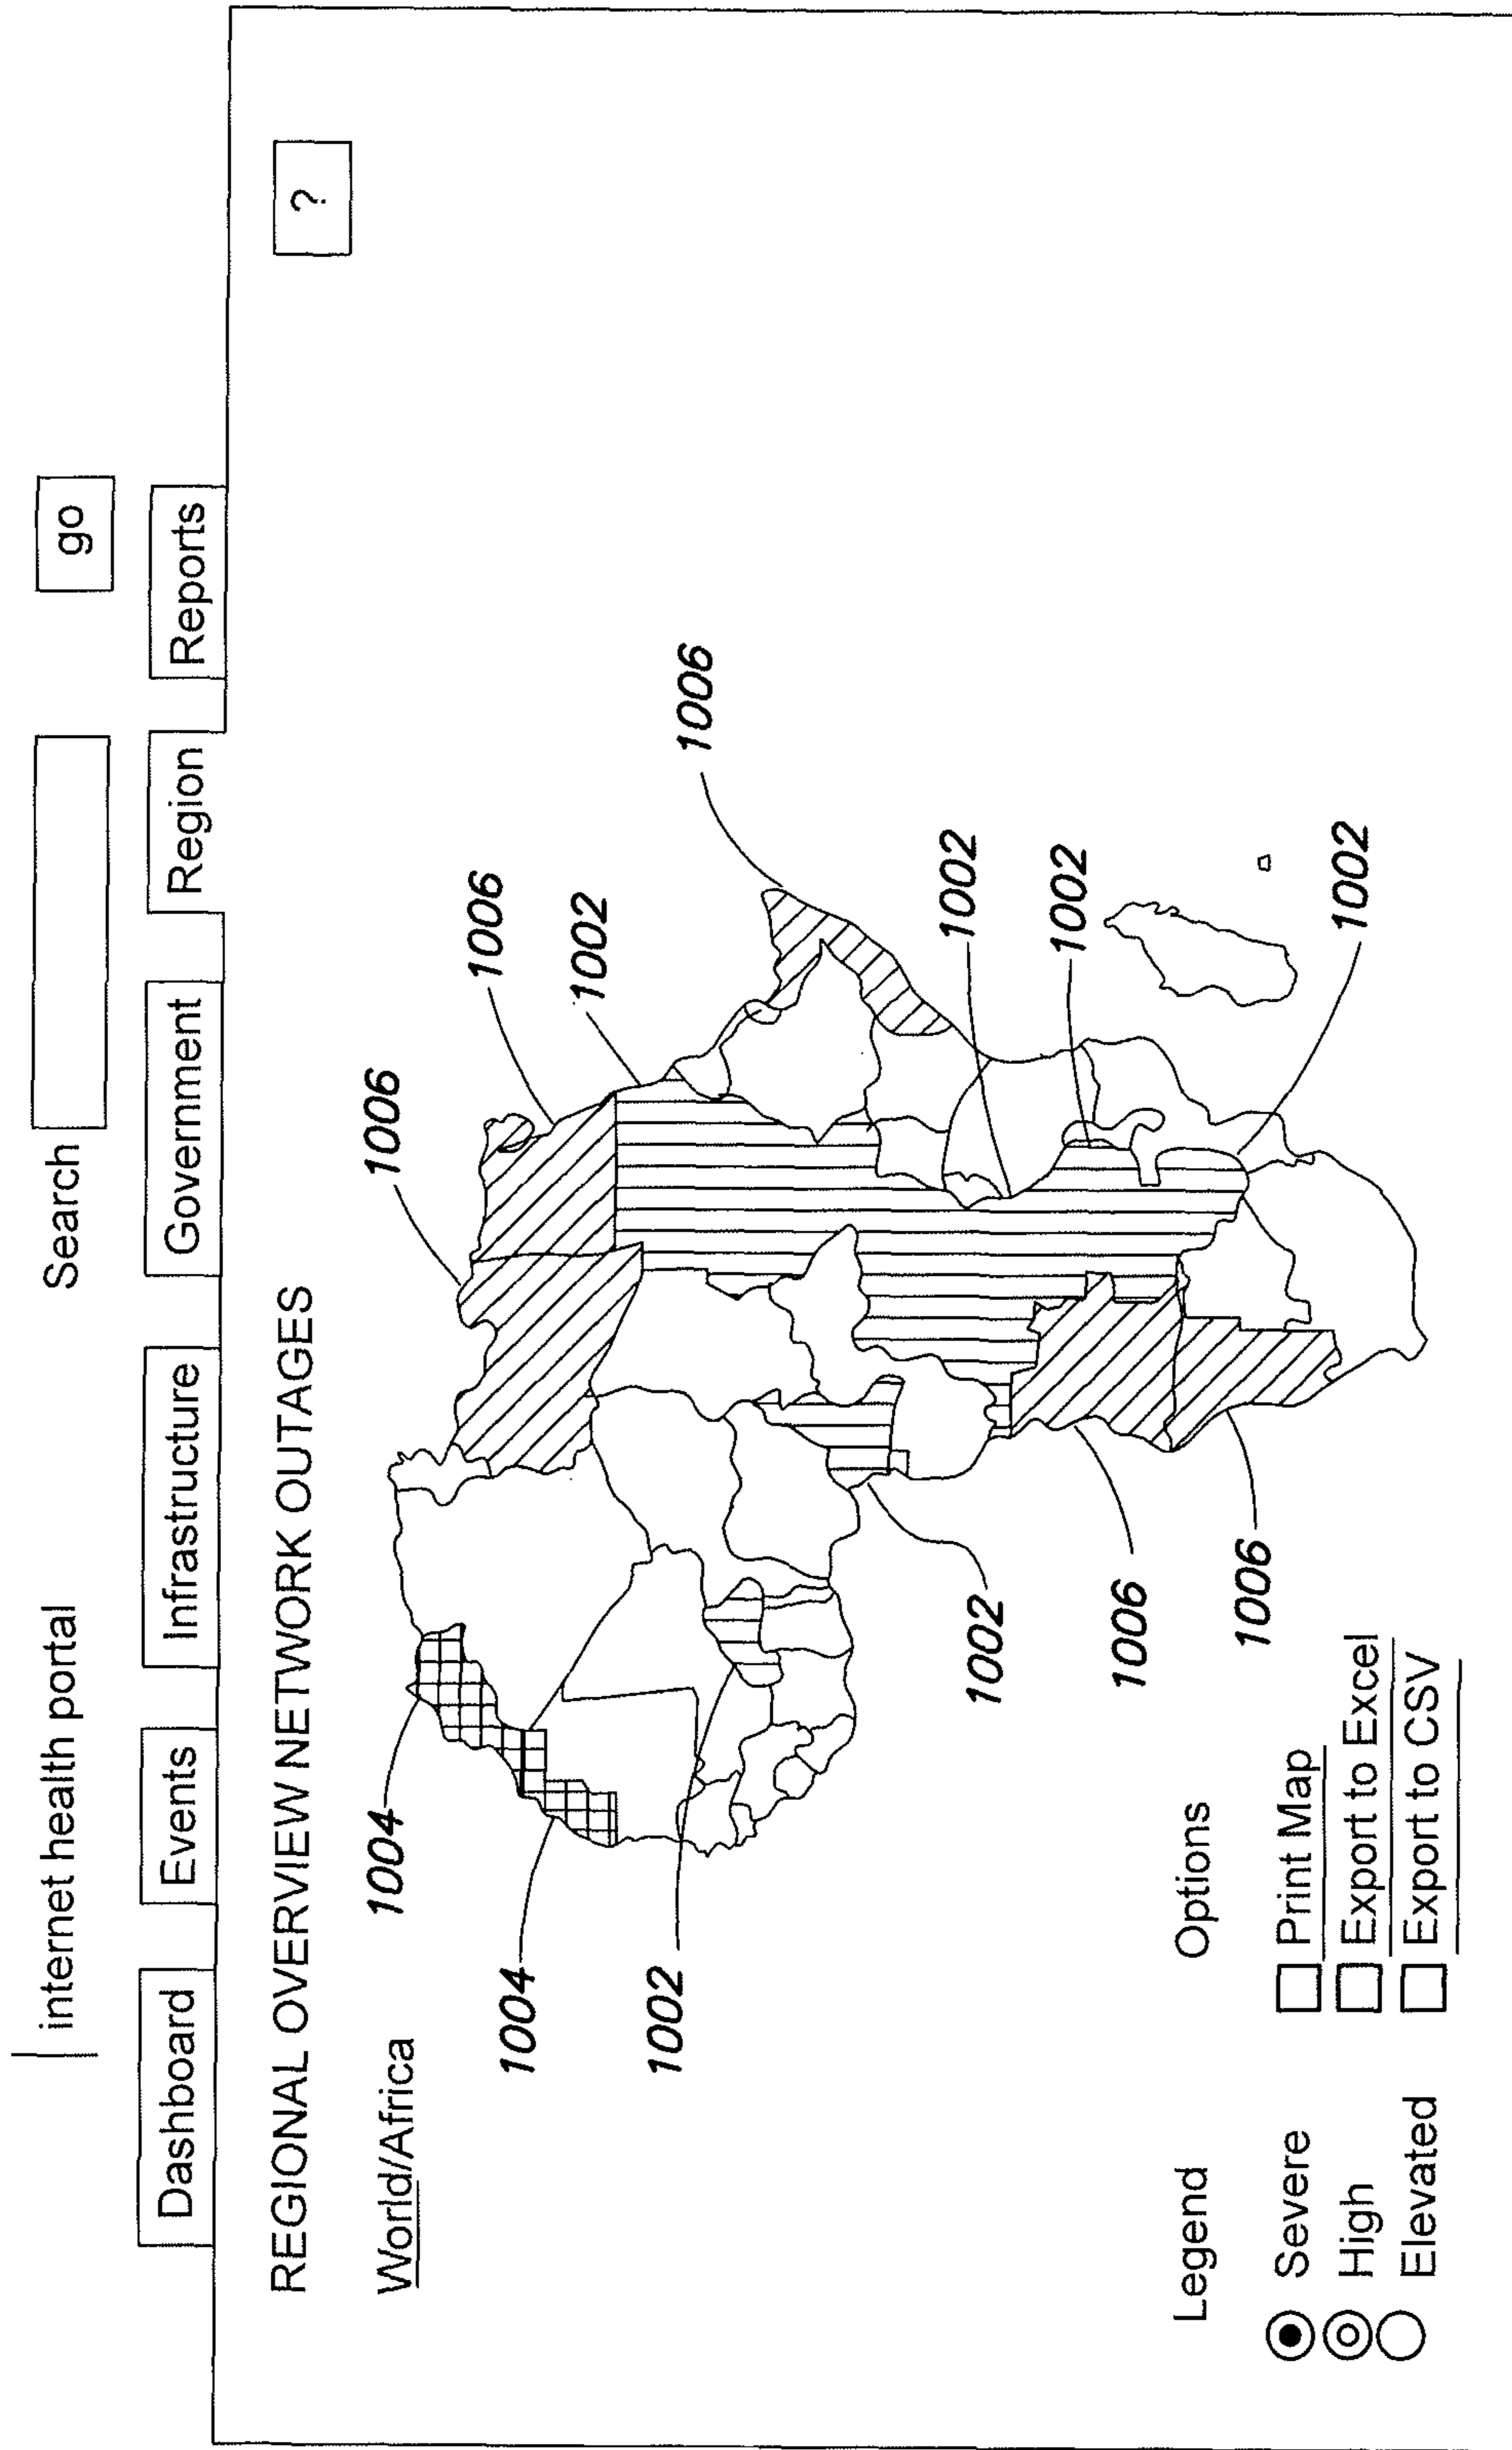 internet health portal
Search
go
Dashboard
Events
Infrastructure
Government
Region
Reports
REGIONAL OVERVIEW NETWORK OUTAGES
?
World/Africa
1004
1004
1002
1006
1006
1002
1006
1002
1002
1002
1002
1006
1006
Legend
Severe
High
Elevated
Options
Print Map
Export to Excel
Export to CSV